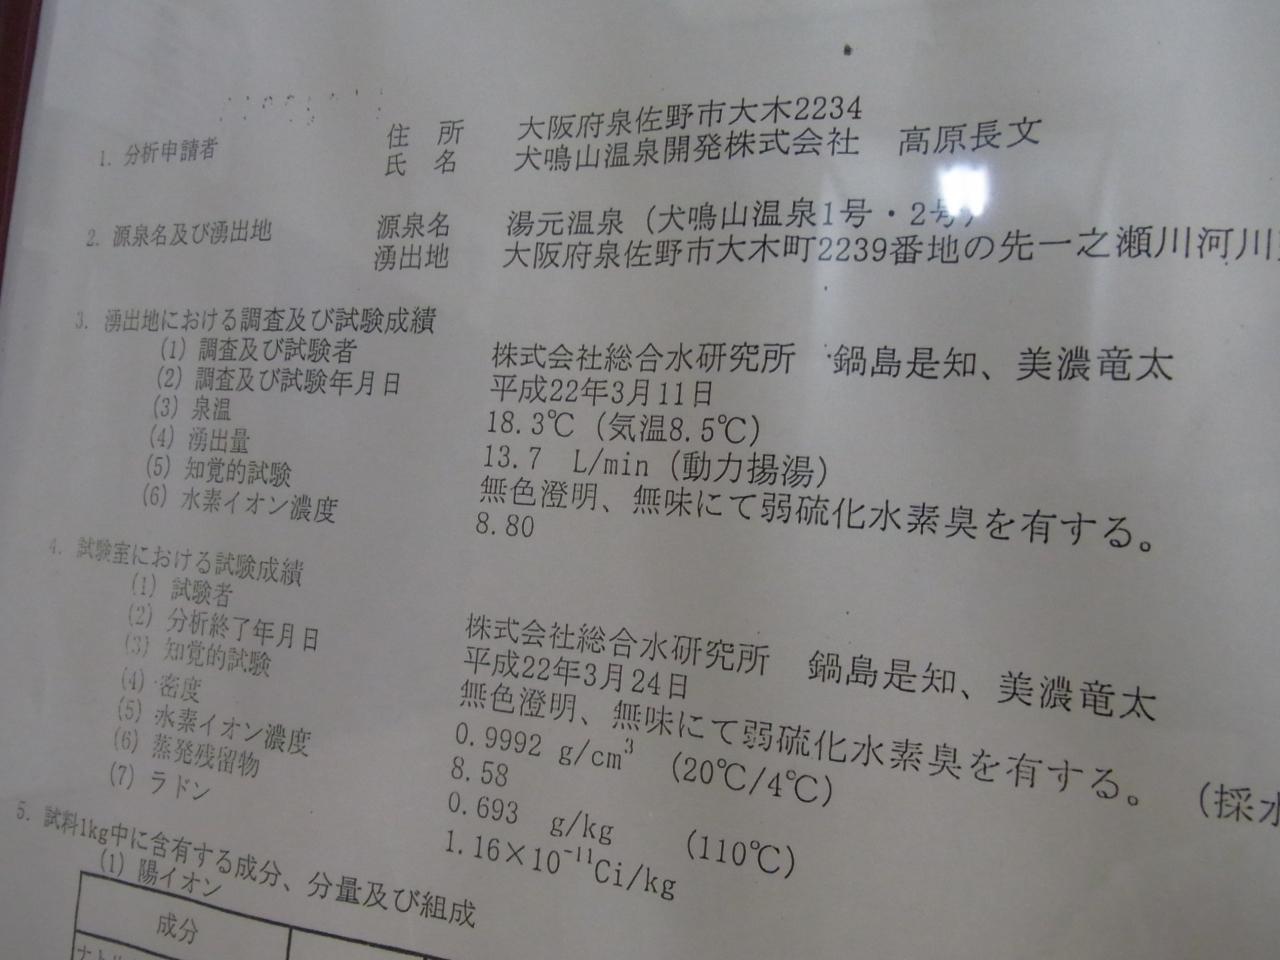 1. 分析申請者 住 所 大阪府泉佐野市大木2234
氏 名 犬鳴山温泉開発株式会社 高原長文
2. 源泉名及び湧出地 源泉名 湯元温泉（犬鳴山温泉1号・2号）
湧出地 大阪府泉佐野市大木町2239番地の先一之瀬川河川
3. 湧出地における調査及び試験成績
(1) 調査及び試験者 株式会社総合水研究所 鍋島是知、美濃竜太
(2) 調査及び試験年月日 平成22年3月11日
(3) 泉温 18.3℃（気温8.5℃）
(4) 湧出量 13.7 L/min（動力揚湯）
(5) 知覚的試験 無色澄明、無味にて弱硫化水素臭を有する。
(6) 水素イオン濃度 8.80
4. 試験室における試験成績
(1) 試験者 株式会社総合水研究所 鍋島是知、美濃竜太
(2) 分析終了年月日 平成22年3月24日
(3) 知覚的試験 無色澄明、無味にて弱硫化水素臭を有する。（採水
(4) 密度 0.9992 g/cm³ （20℃/4℃）
(5) 水素イオン濃度 8.58
(6) 蒸発残留物 0.693 g/kg （110℃）
(7) ラドン 1.16×10⁻¹¹Ci/kg
5. 試料1kg中に含有する成分、分量及び組成
(1) 陽イオン
成分